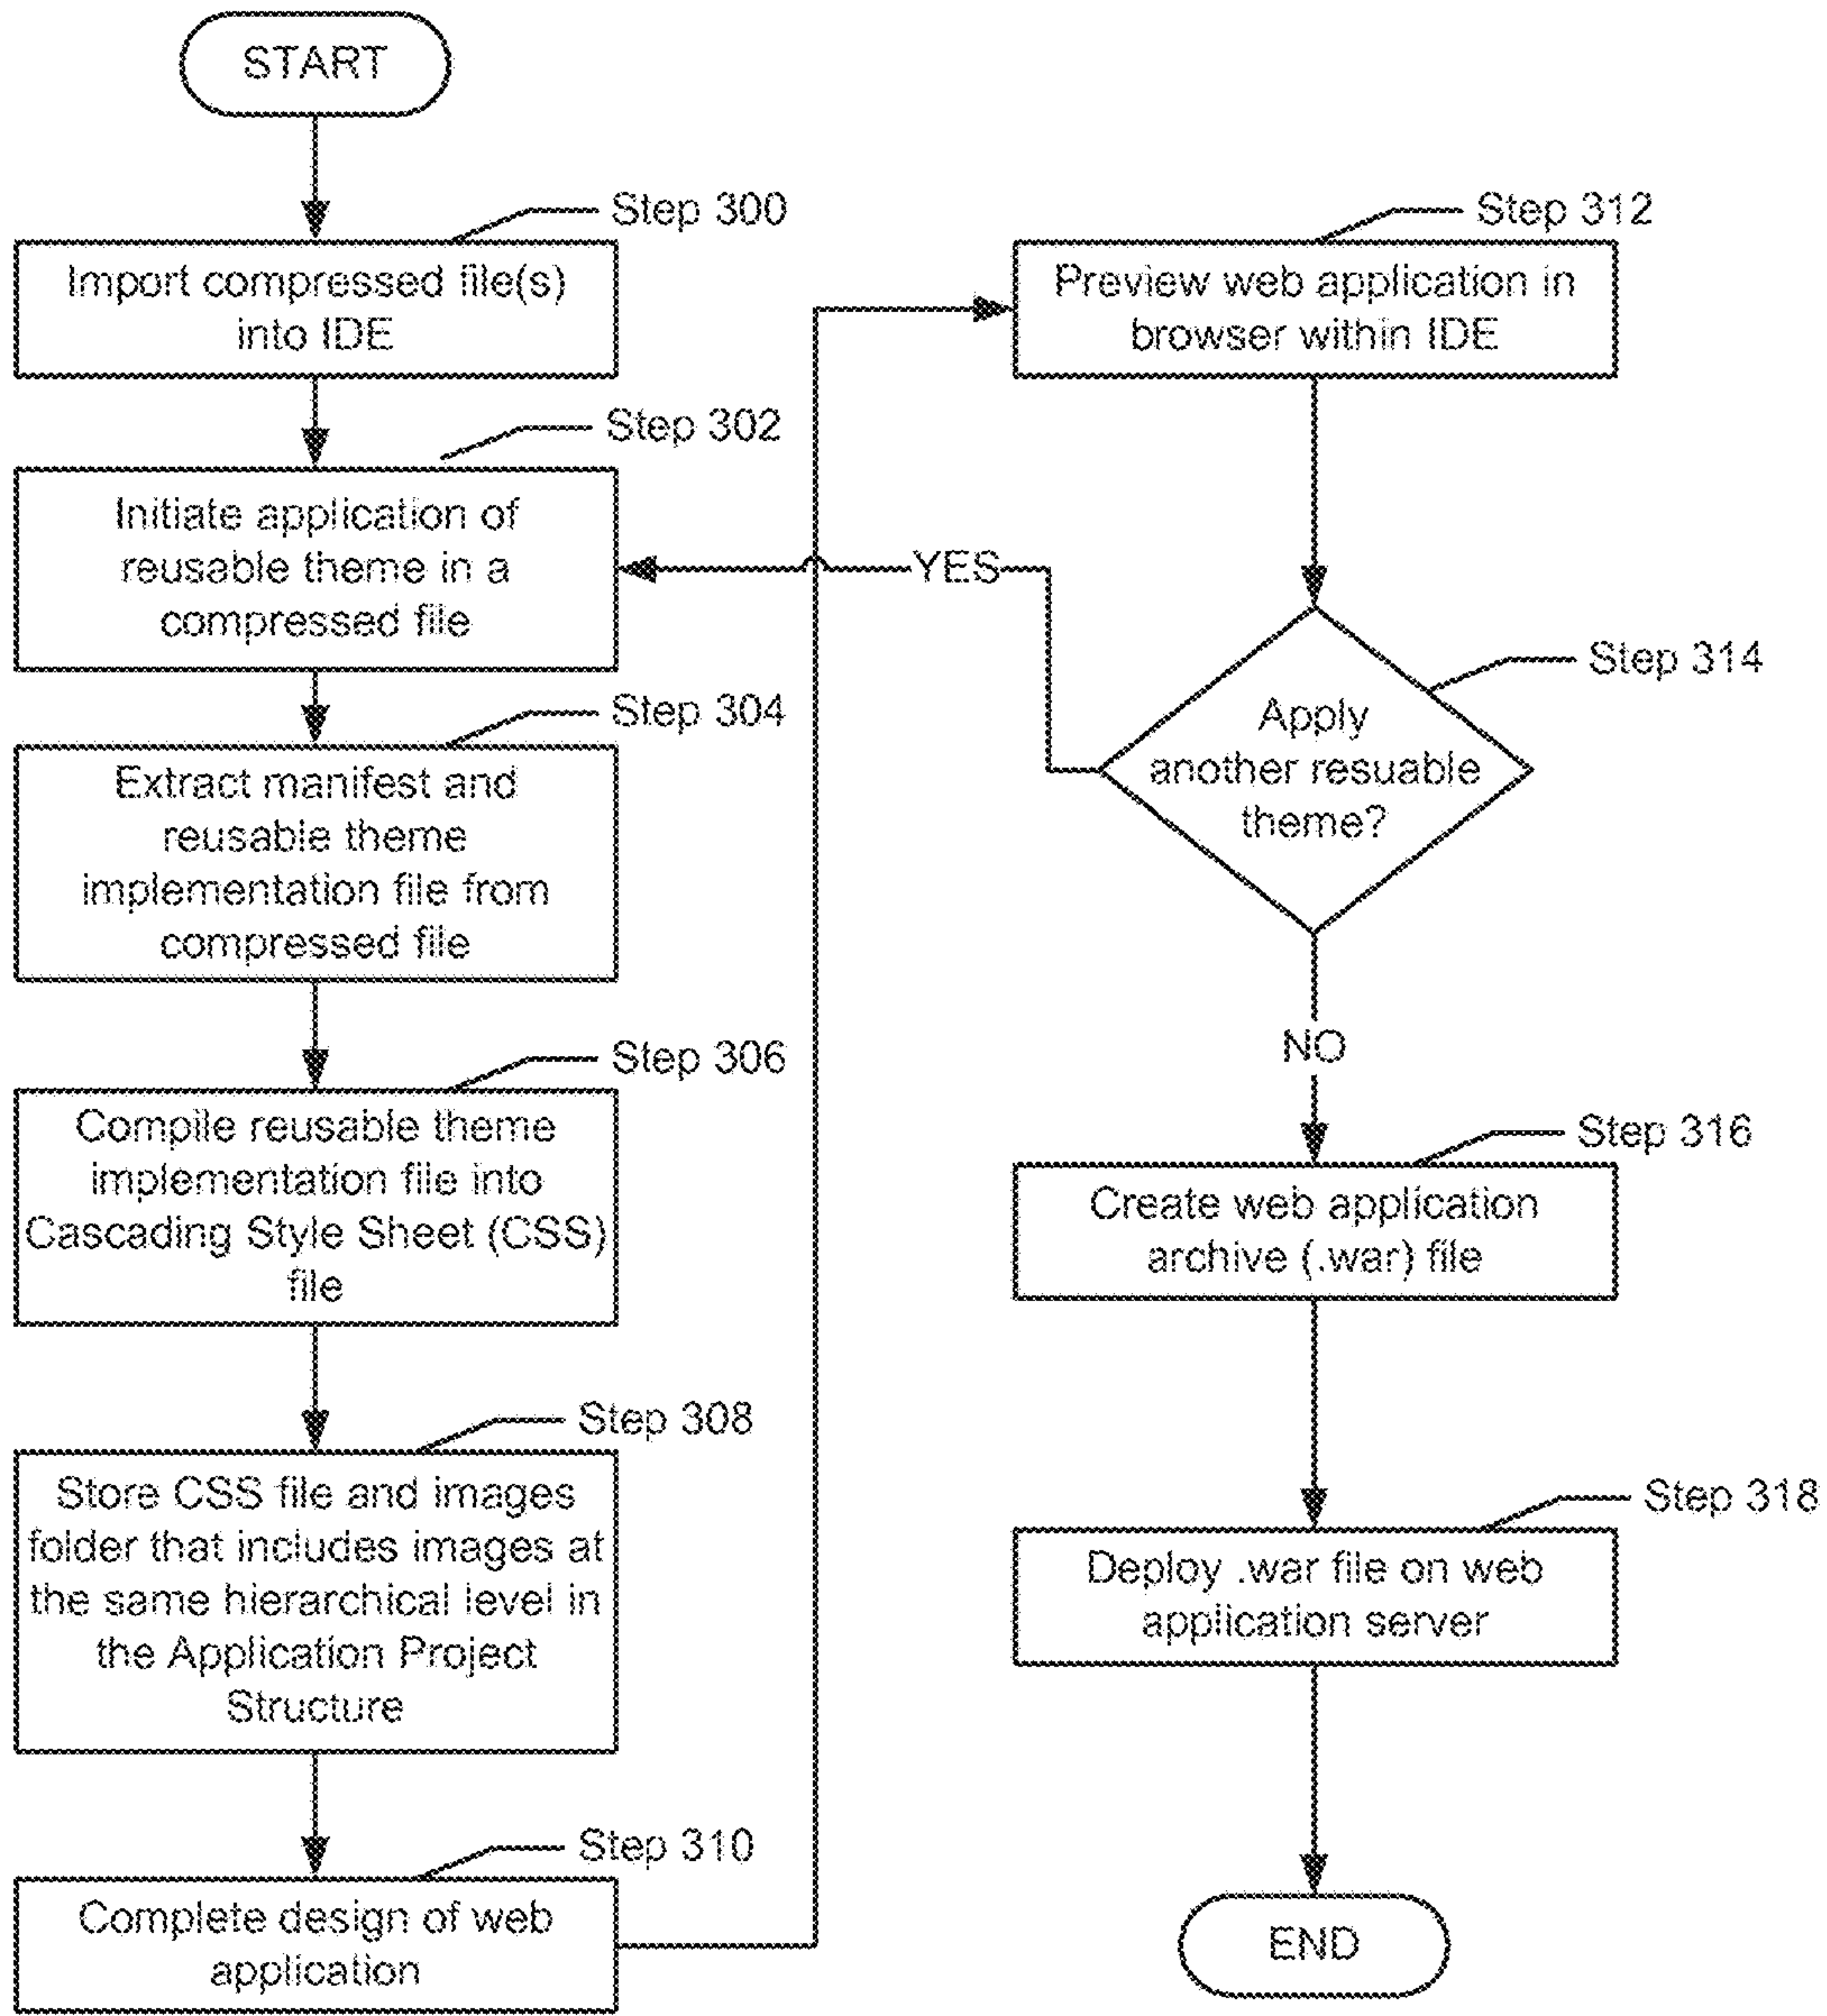 START
Step 300
Import compressed file(s)
into IDE
Step 302
Initiate application of
reusable theme in a
compressed file
Step 304
Extract manifest and
reusable theme
implementation file from
compressed file
Step 306
Compile reusable theme
implementation file into
Cascading Style Sheet (CSS)
file
Step 308
Store CSS file and images
folder that includes images at
the same hierarchical level in
the Application Project
Structure
Step 310
Complete design of web
application
Step 312
Preview web application in
browser within IDE
YES
Step 314
Apply
another resuable
theme?
NO
Step 316
Create web application
archive (.war) file
Step 318
Deploy .war file on web
application server
END